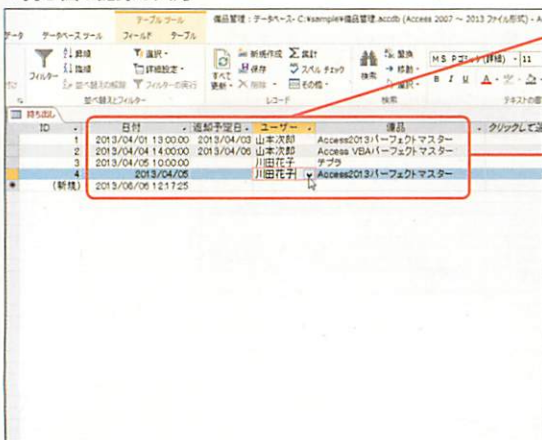 テーブル ツール
備品管理 : データベース- C:¥sample¥備品管理.accdb (Access 2007 ～ 2013 ファイル形式) - A
データ データベース ツール フィールド テーブル
フィルター
昇順
降順
並べ替えの解除
選択
詳細設定
フィルターの実行
並べ替えとフィルター
すべて更新
新規作成
保存
削除
集計
スペル チェック
その他
レコード
検索
置換
移動
選択
検索
MS Pゴシック (詳細) 11
B I U A
テキストの書
持ち出し
ID 日付 返却予定日 ユーザー 備品 クリックして追
1 2013/04/01 13:00:00 2013/04/03 山本次郎 Access2013パーフェクトマスター
2 2013/04/04 14:00:00 2013/04/06 山本次郎 Access VBAパーフェクトマスター
3 2013/04/05 10:00:00 川田花子 テプラ
4 2013/04/05 川田花子 Access2013パーフェクトマスター
(新規) 2013/06/06 12:17:25